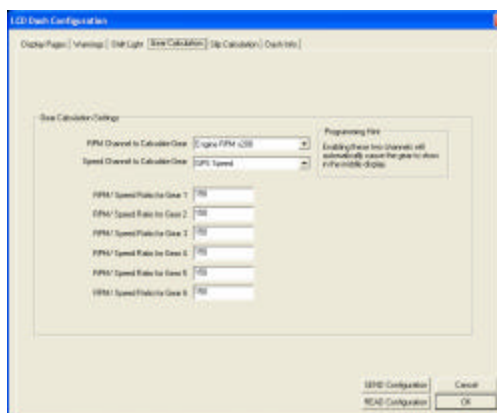 LCD Dash Configuration
Display Pages | Warnings | Shift Light | Gear Calculation | Slip Calculation | Dash Info
Gear Calculation Settings
RPM Channel to Calculate Gear Engine RPM x200
Speed Channel to Calculate Gear GPS Speed
Programming Hint
Enabling these two channels will
automatically cause the gear to show
in the middle display.
RPM / Speed Ratio for Gear 1
RPM / Speed Ratio for Gear 2
RPM / Speed Ratio for Gear 3
RPM / Speed Ratio for Gear 4
RPM / Speed Ratio for Gear 5
RPM / Speed Ratio for Gear 6
SEND Configuration Cancel
READ Configuration OK